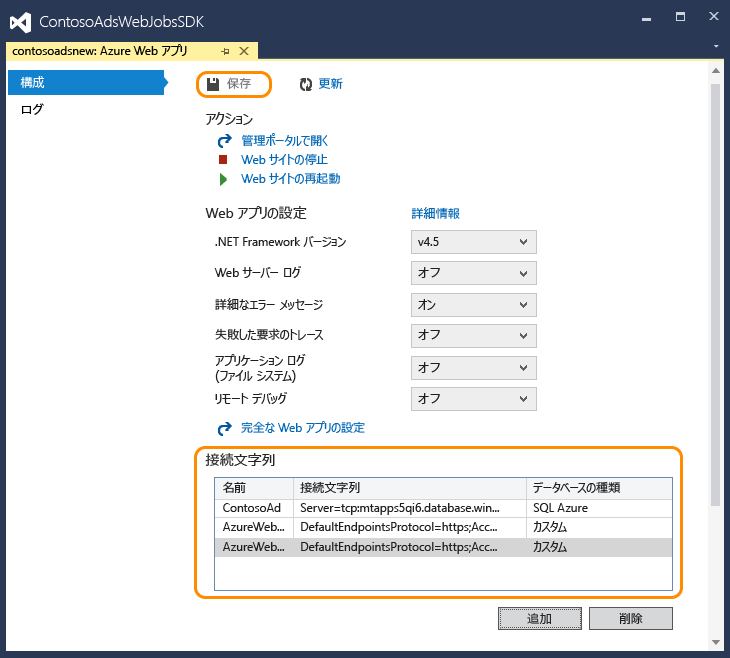 ContosoAdsWebJobsSDK
contosoadsnew: Azure Web アプリ
構成
ログ
保存
更新
アクション
管理ポータルで開く
Web サイトの停止
Web サイトの再起動
Web アプリの設定
詳細情報
.NET Framework バージョン
v4.5
Web サーバー ログ
オフ
詳細なエラー メッセージ
オン
失敗した要求のトレース
オフ
アプリケーション ログ
(ファイル システム)
オフ
リモート デバッグ
オフ
完全な Web アプリの設定
接続文字列
名前 接続文字列 データベースの種類
ContosoAd Server=tcp:mtapps5qi6.database.win... SQL Azure
AzureWeb... DefaultEndpointsProtocol=https;Acc... カスタム
AzureWeb... DefaultEndpointsProtocol=https;Acc... カスタム
追加
削除